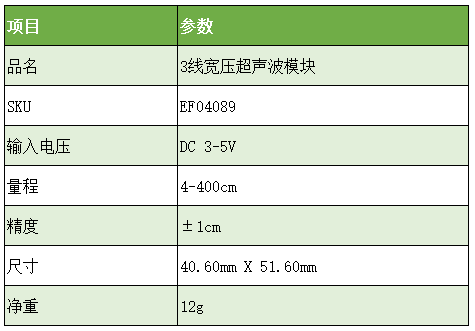 项目 参数
品名 3线宽压超声波模块
SKU EF04089
输入电压 DC 3-5V
量程 4-400cm
精度 ±1cm
尺寸 40.60mm X 51.60mm
净重 12g